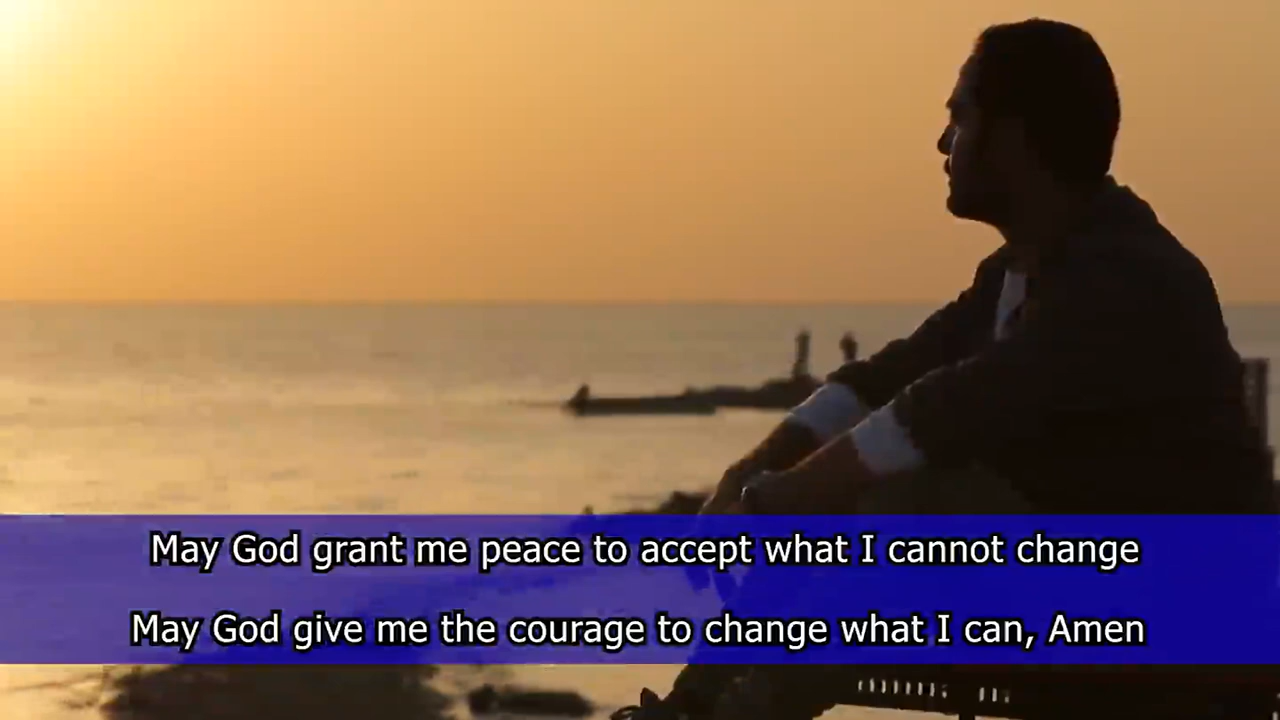 May God grant me peace to accept what I cannot change
May God give me the courage to change what I can, Amen